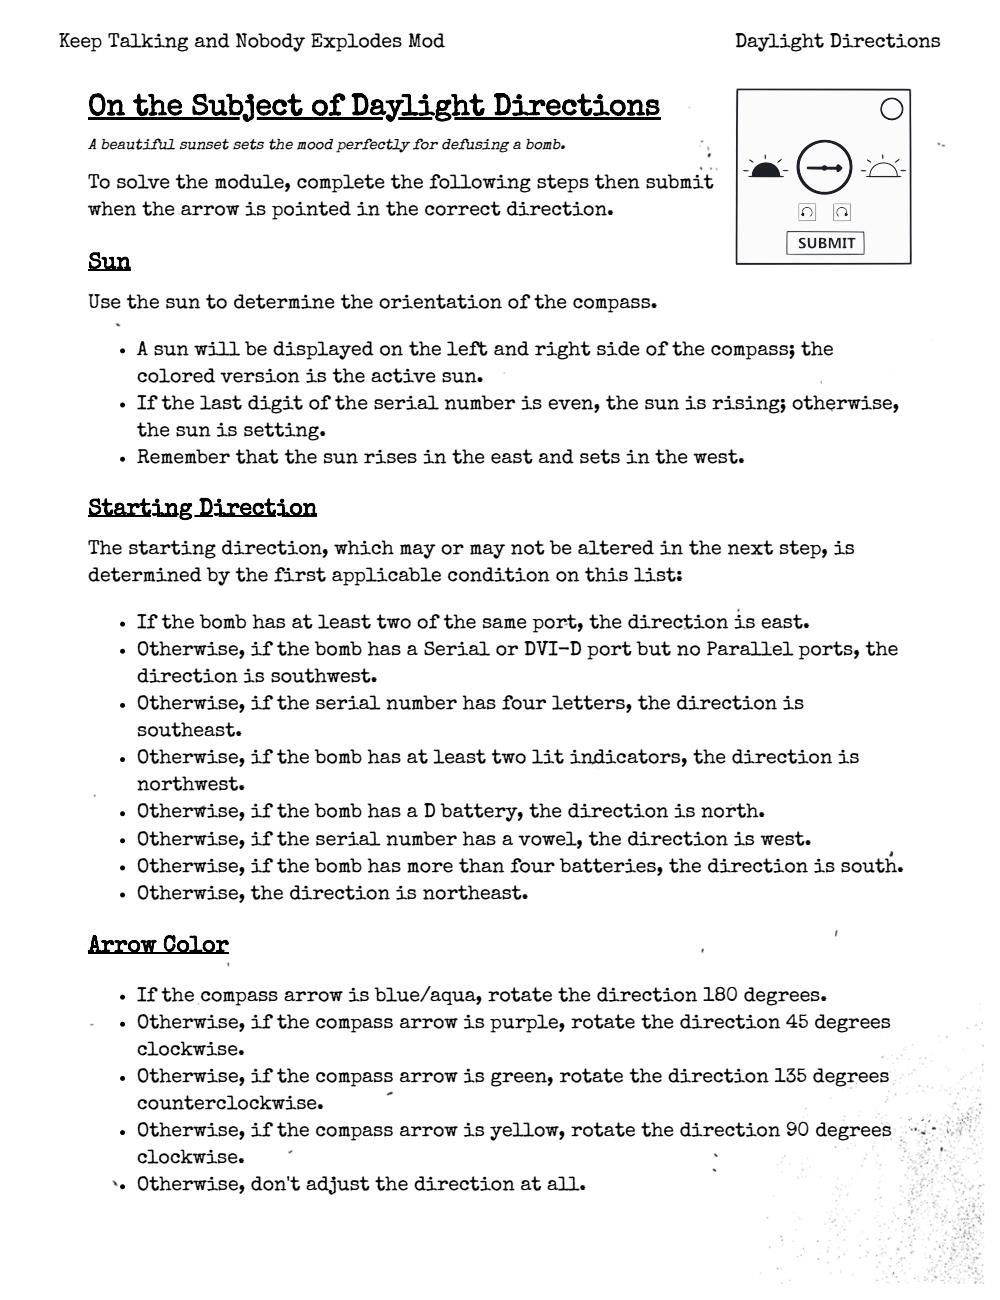 Keep Talking and Nobody Explodes Mod
Daylight Directions
On the Subject of Daylight Directions
A beautiful sunset sets the mood perfectly for defusing a bomb.
To solve the module, complete the following steps then submit
when the arrow is pointed in the correct direction.
SUBMIT
Sun
Use the sun to determine the orientation of the compass.
• A sun will be displayed on the left and right side of the compass; the
colored version is the active sun.
• If the last digit of the serial number is even, the sun is rising; otherwise,
the sun is setting.
• Remember that the sun rises in the east and sets in the west.
Starting Direction
The starting direction, which may or may not be altered in the next step, is
determined by the first applicable condition on this list:
• If the bomb has at least two of the same port, the direction is east.
• Otherwise, if the bomb has a Serial or DVI-D port but no Parallel ports, the
direction is southwest.
• Otherwise, if the serial number has four letters, the direction is
southeast.
• Otherwise, if the bomb has at least two lit indicators, the direction is
northwest.
• Otherwise, if the bomb has a D battery, the direction is north.
• Otherwise, if the serial number has a vowel, the direction is west.
• Otherwise, if the bomb has more than four batteries, the direction is south.
• Otherwise, the direction is northeast.
Arrow Color
• If the compass arrow is blue/aqua, rotate the direction 180 degrees.
• Otherwise, if the compass arrow is purple, rotate the direction 45 degrees
clockwise.
• Otherwise, if the compass arrow is green, rotate the direction 135 degrees
counterclockwise.
• Otherwise, if the compass arrow is yellow, rotate the direction 90 degrees
clockwise.
• Otherwise, don't adjust the direction at all.